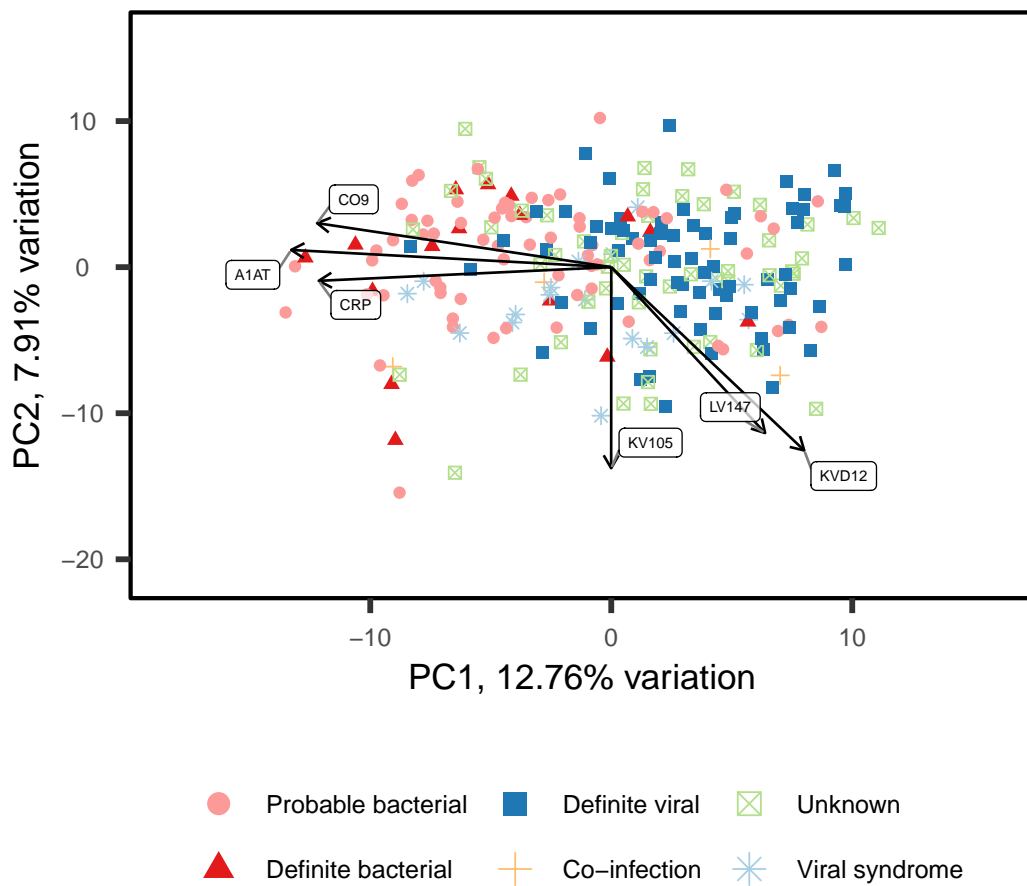 10
0
−10
−20
PC2, 7.91% variation
CO9
A1AT
CRP
LV147
KV105
KVD12
−10 0 10
PC1, 12.76% variation
Probable bacterial Definite viral Unknown
Definite bacterial Co−infection Viral syndrome